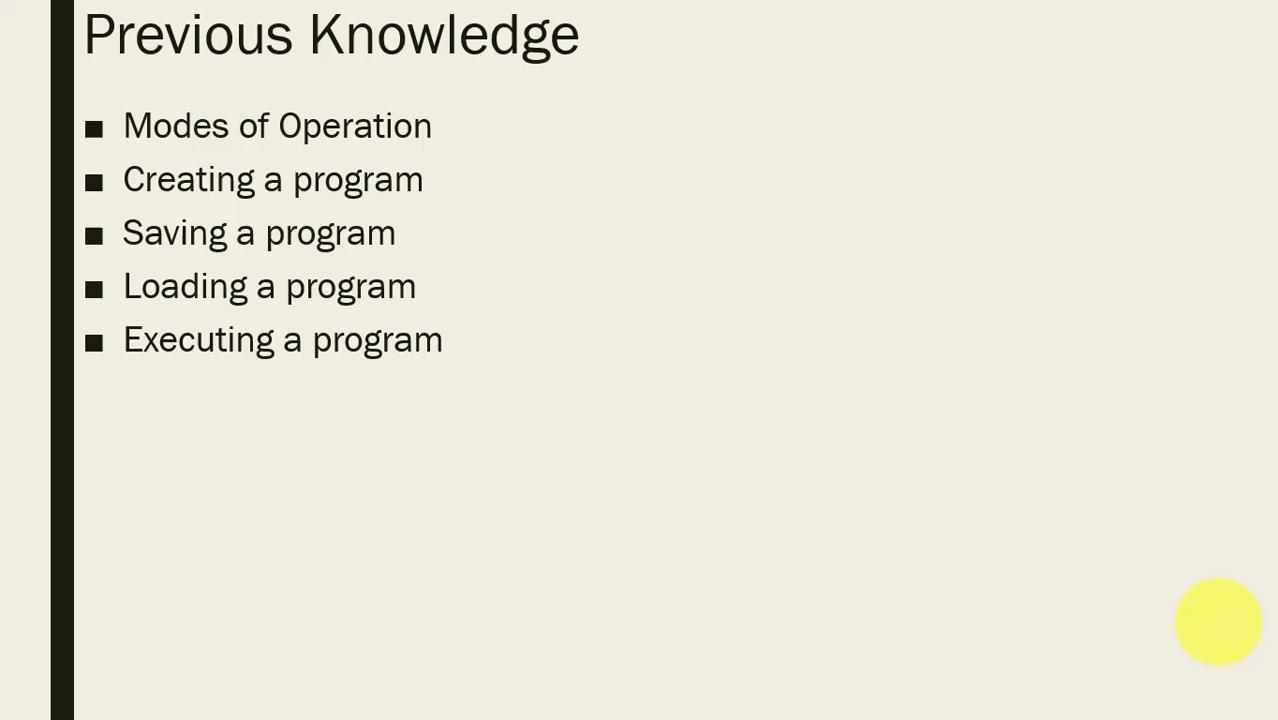 Previous Knowledge
■ Modes of Operation
■ Creating a program
■ Saving a program
■ Loading a program
■ Executing a program